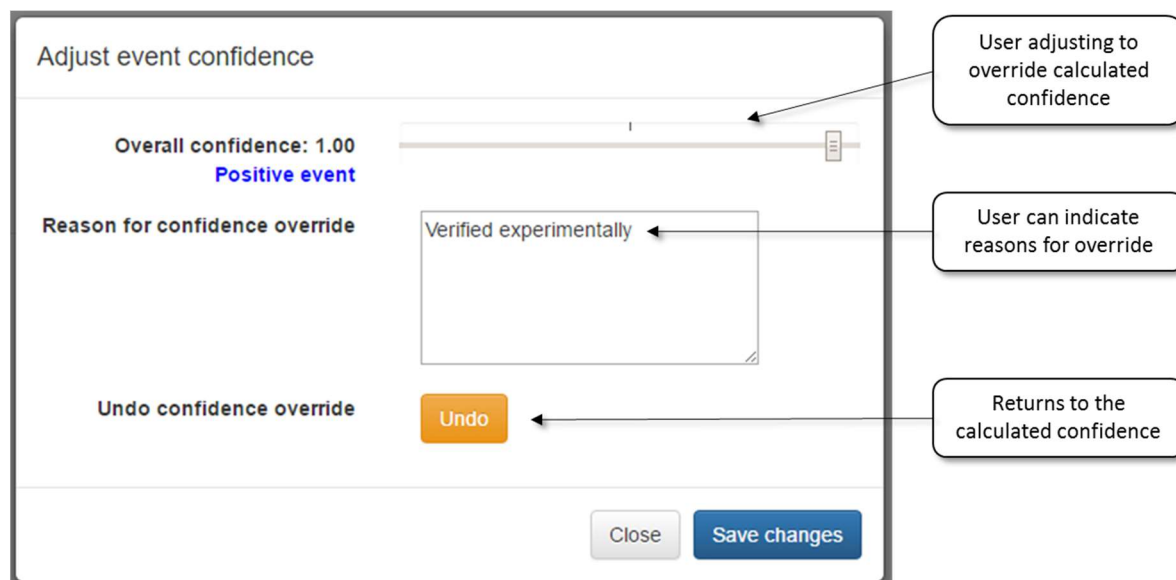 Adjust event confidence
User adjusting to
override calculated
confidence
Overall confidence: 1.00
Positive event
Reason for confidence override
Verified experimentally
User can indicate
reasons for override
Undo confidence override
Undo
Returns to the
calculated confidence
Close
Save changes